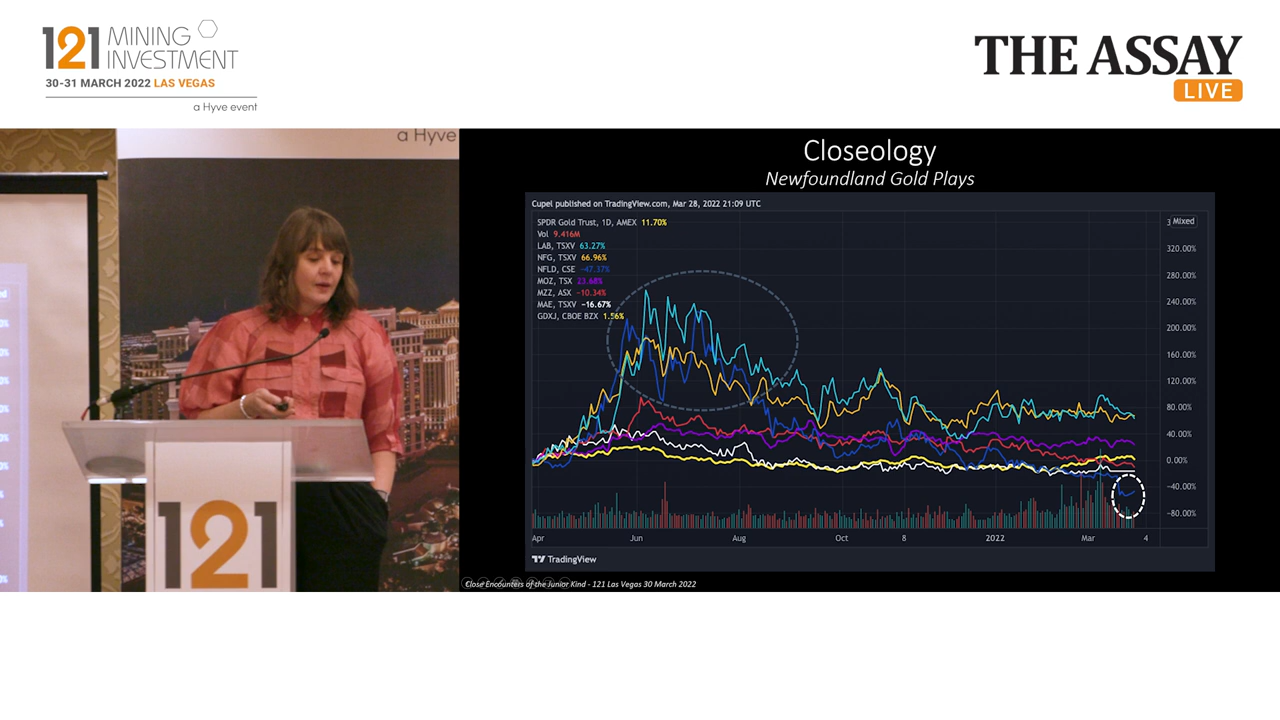 121 MINING INVESTMENT
30-31 MARCH 2022 LAS VEGAS
a Hyve event
THE ASSAY
LIVE
a Hyve
121
Closeology
Newfoundland Gold Plays
Cupel published on TradingView.com, Mar 28, 2022 21:09 UTC
SPDR Gold Trust, 1D, AMEX 11.70%
Vol 9.416M
LAB, TSXV 63.27%
NFG, TSXV 66.96%
NFLD, CSE −47.37%
MOZ, TSX 23.68%
MZZ, ASX −10.34%
MAE, TSXV −16.67%
GDXJ, CBOE BZX 1.56%
Mixed
320.00%
280.00%
240.00%
200.00%
160.00%
120.00%
80.00%
40.00%
0.00%
−40.00%
−80.00%
Apr Jun Aug Oct 8 2022 Mar 4
TradingView
Close Encounters of the Junior Kind - 121 Las Vegas 30 March 2022